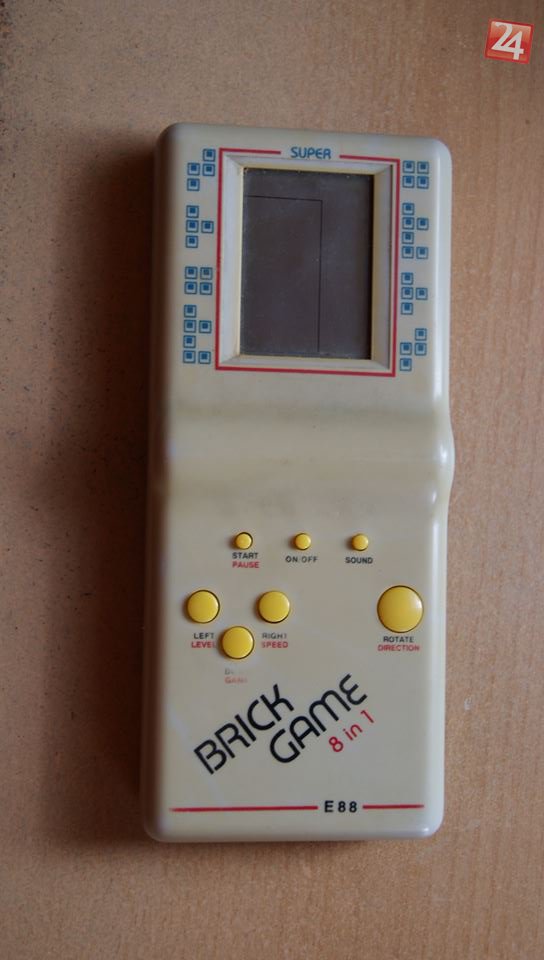 24
SUPER
START
PAUSE
ON/OFF
SOUND
LEFT
LEVEL
RIGHT
SPEED
ROTATE
DIRECTION
BRICK
GAME
8 in 1
E88